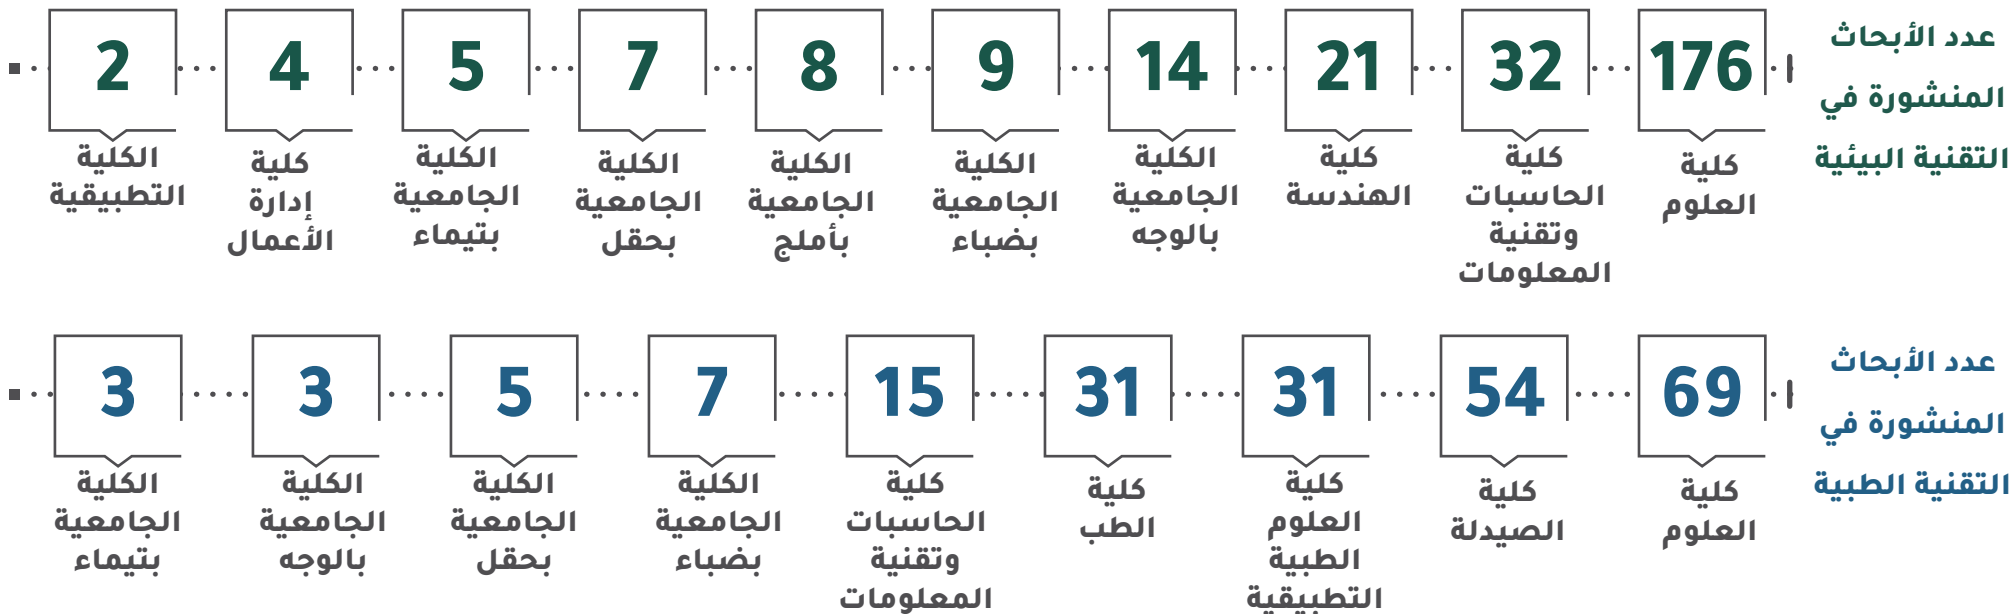 عدد الأبحاث
المنشورة في
التقنية البيئية
176
كلية
العلوم
32
كلية
الحاسبات
وتقنية
المعلومات
21
كلية
الهندسة
14
الكلية
الجامعية
بالوجه
9
الكلية
الجامعية
بضباء
8
الكلية
الجامعية
بأملج
7
الكلية
الجامعية
بحقل
5
الكلية
الجامعية
بتيماء
4
كلية
إدارة
الأعمال
2
الكلية
التطبيقية
عدد الأبحاث
المنشورة في
التقنية الطبية
69
كلية
العلوم
54
كلية
الصيدلة
31
كلية
العلوم
الطبية
التطبيقية
31
كلية
الطب
15
كلية
الحاسبات
وتقنية
المعلومات
7
الكلية
الجامعية
بضباء
5
الكلية
الجامعية
بحقل
3
الكلية
الجامعية
بالوجه
3
الكلية
الجامعية
بتيماء